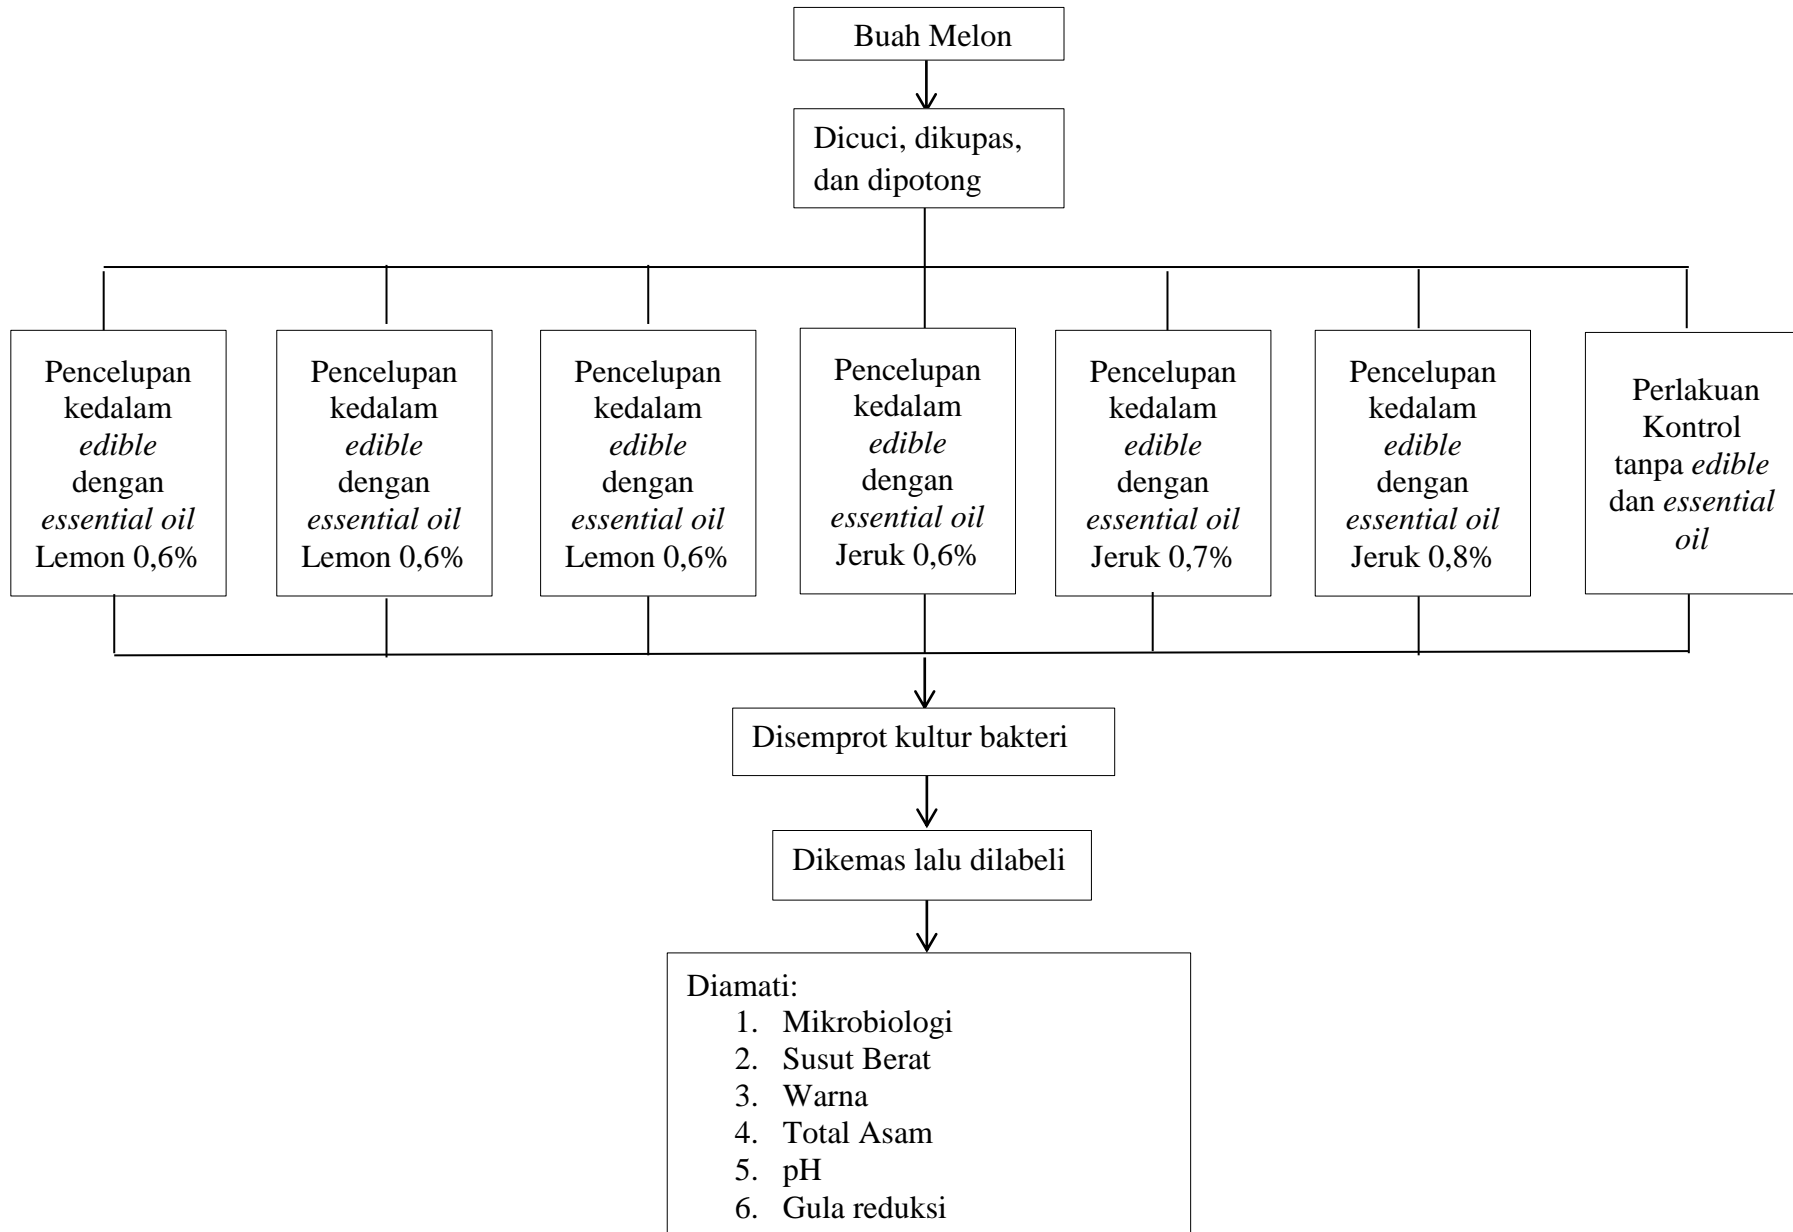 Buah Melon
Dicuci, dikupas,
dan dipotong
Pencelupan
kedalam
edible
dengan
essential oil
Lemon 0,6%
Pencelupan
kedalam
edible
dengan
essential oil
Lemon 0,6%
Pencelupan
kedalam
edible
dengan
essential oil
Lemon 0,6%
Pencelupan
kedalam
edible
dengan
essential oil
Jeruk 0,6%
Pencelupan
kedalam
edible
dengan
essential oil
Jeruk 0,7%
Pencelupan
kedalam
edible
dengan
essential oil
Jeruk 0,8%
Perlakuan
Kontrol
tanpa edible
dan essential
oil
Disemprot kultur bakteri
Dikemas lalu dilabeli
Diamati:
1. Mikrobiologi
2. Susut Berat
3. Warna
4. Total Asam
5. pH
6. Gula reduksi